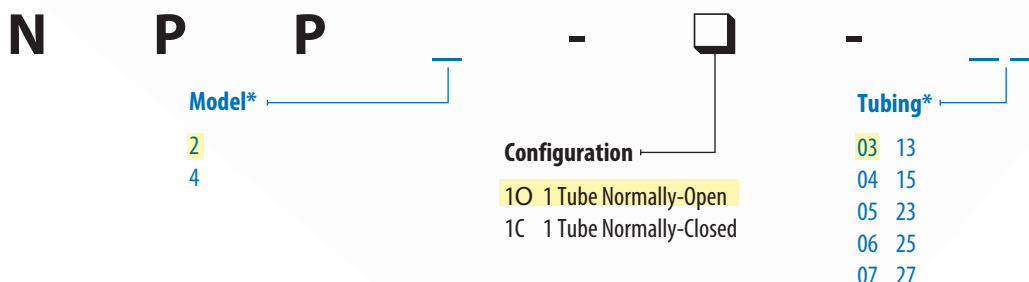 N P P _ - ❑ - _ _
Model*
2
4
Configuration
1O 1 Tube Normally-Open
1C 1 Tube Normally-Closed
Tubing*
03 13
04 15
05 23
06 25
07 27